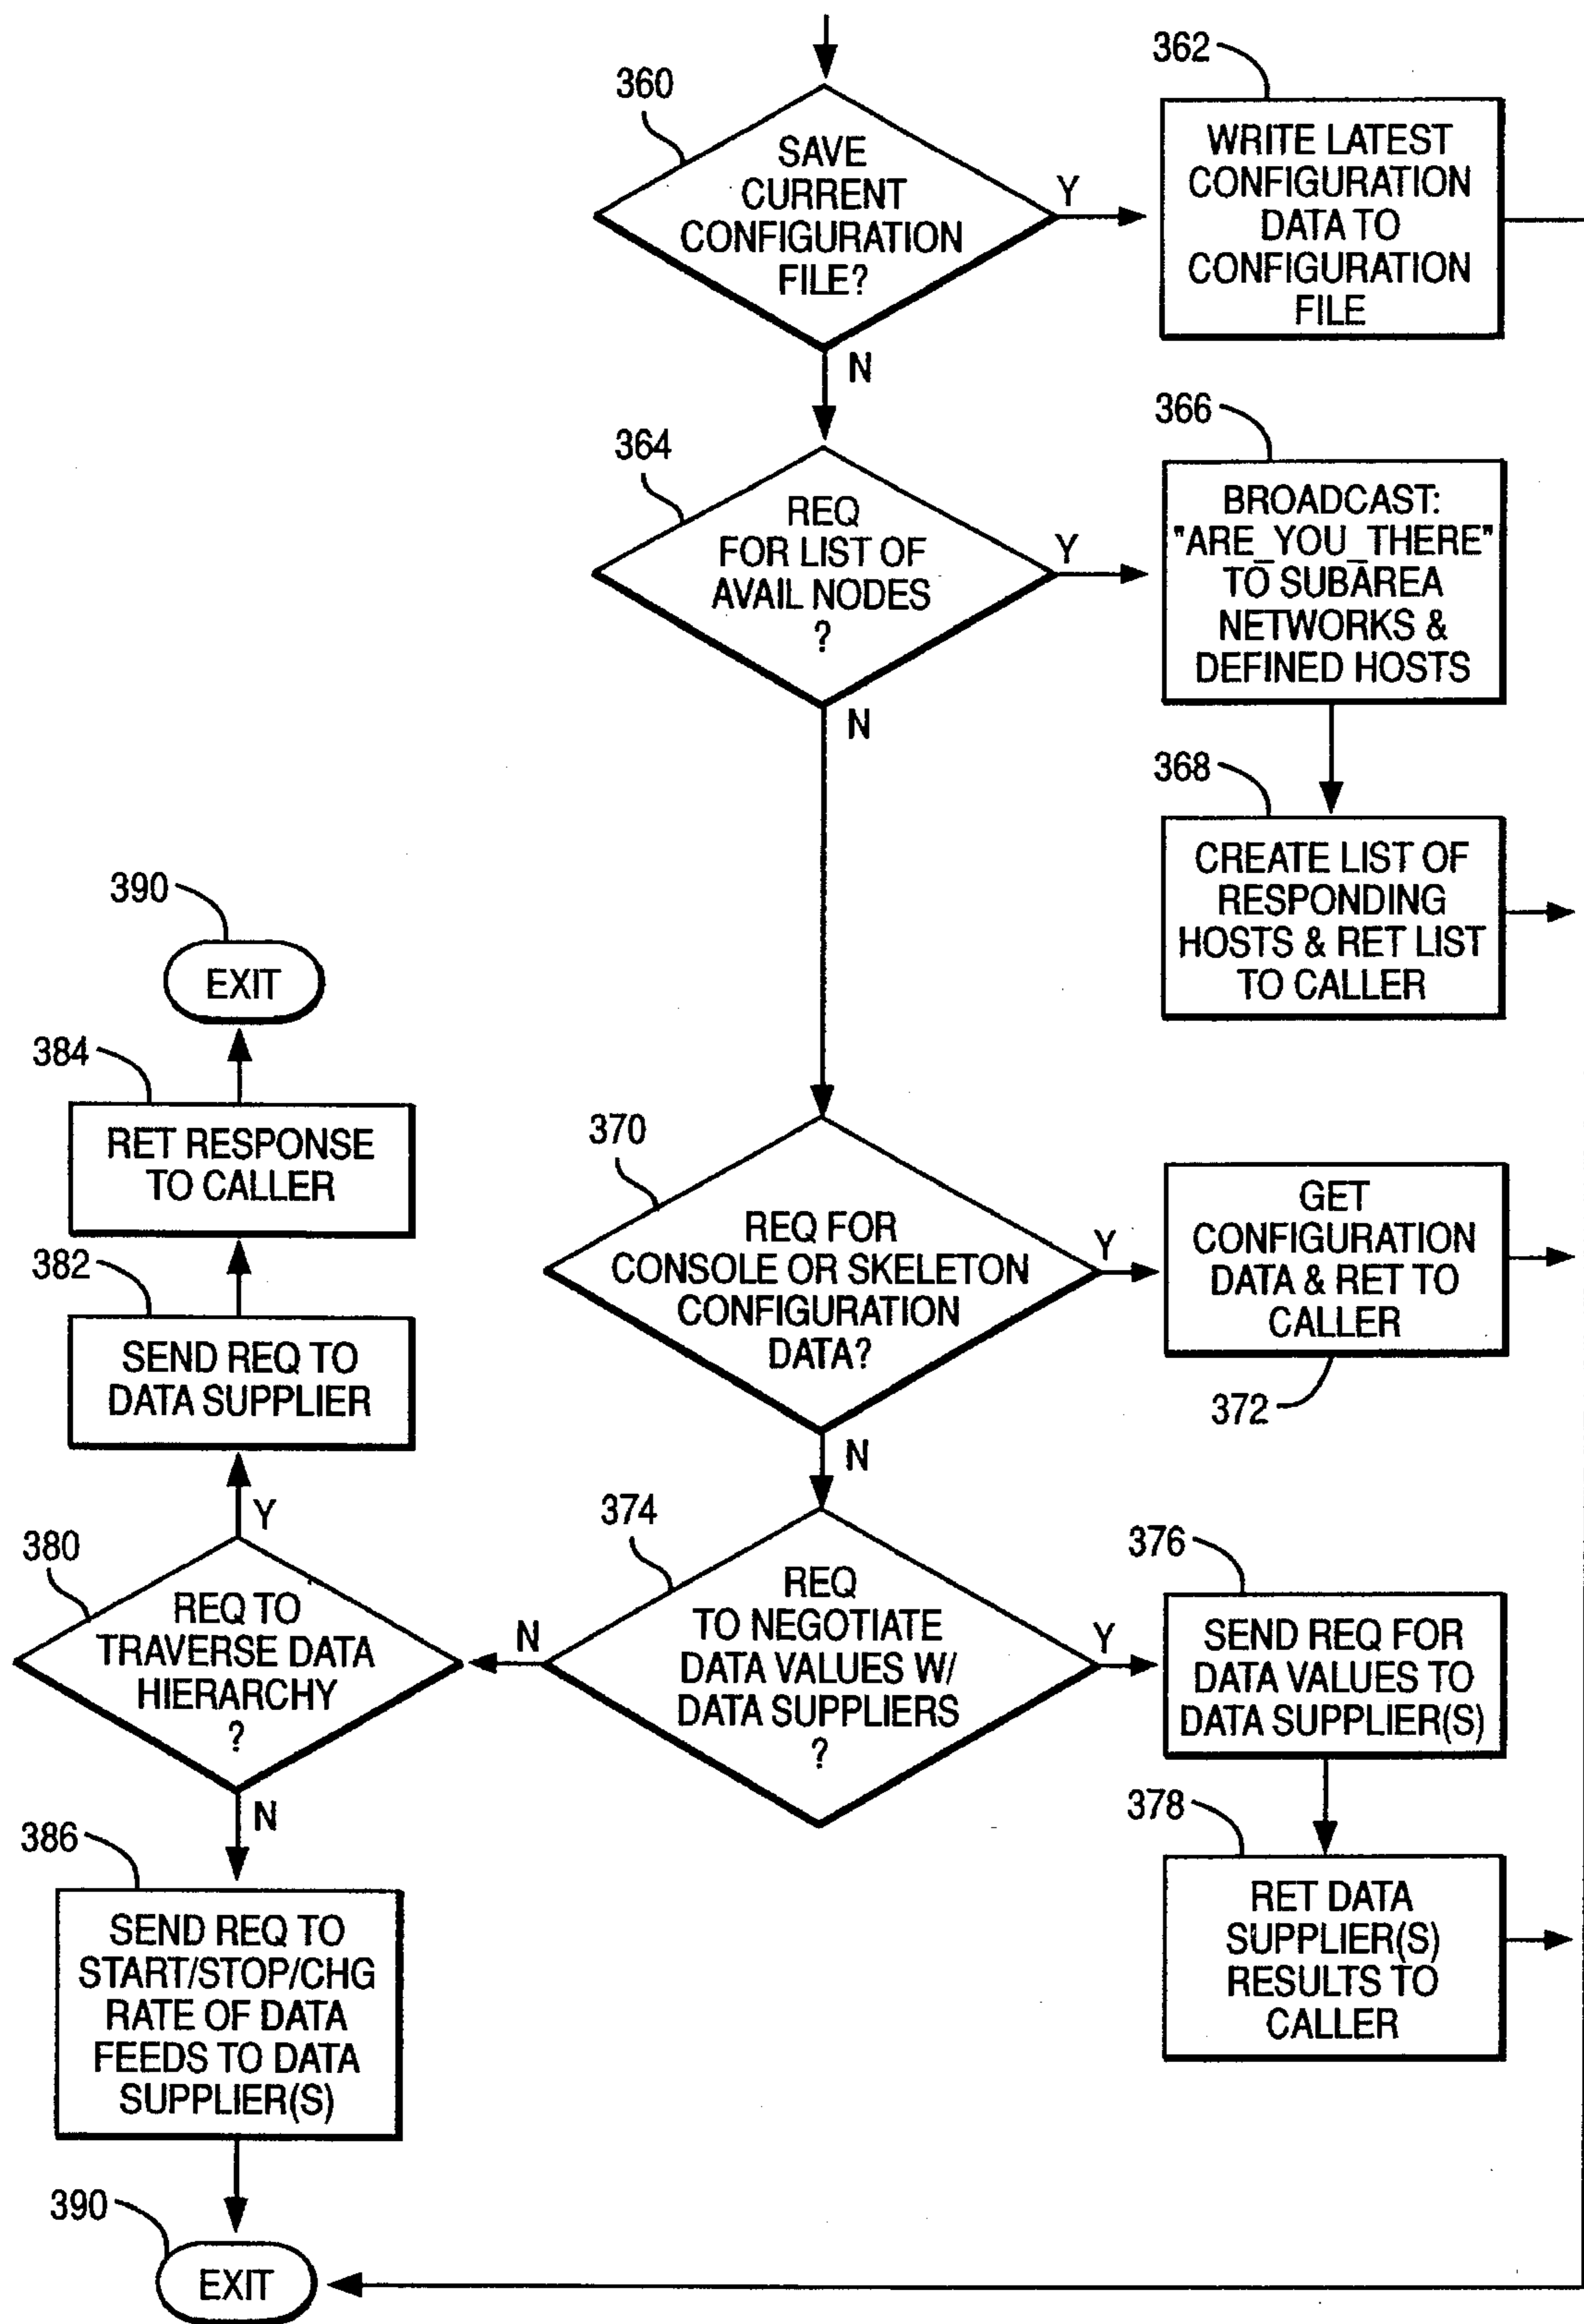 360
SAVE
CURRENT
CONFIGURATION
FILE?
Y
N
362
WRITE LATEST
CONFIGURATION
DATA TO
CONFIGURATION
FILE
364
REQ
FOR LIST OF
AVAIL NODES
?
Y
N
366
BROADCAST:
"ARE_YOU_THERE"
TO SUBAREA
NETWORKS &
DEFINED HOSTS
368
CREATE LIST OF
RESPONDING
HOSTS & RET LIST
TO CALLER
370
REQ FOR
CONSOLE OR SKELETON
CONFIGURATION
DATA?
Y
N
GET
CONFIGURATION
DATA & RET TO
CALLER
372
374
REQ
TO NEGOTIATE
DATA VALUES W/
DATA SUPPLIERS
?
Y
N
376
SEND REQ FOR
DATA VALUES TO
DATA SUPPLIER(S)
378
RET DATA
SUPPLIER(S)
RESULTS TO
CALLER
380
REQ TO
TRAVERSE DATA
HIERARCHY
?
Y
N
382
SEND REQ TO
DATA SUPPLIER
384
RET RESPONSE
TO CALLER
390
EXIT
386
SEND REQ TO
START/STOP/CHG
RATE OF DATA
FEEDS TO DATA
SUPPLIER(S)
390
EXIT